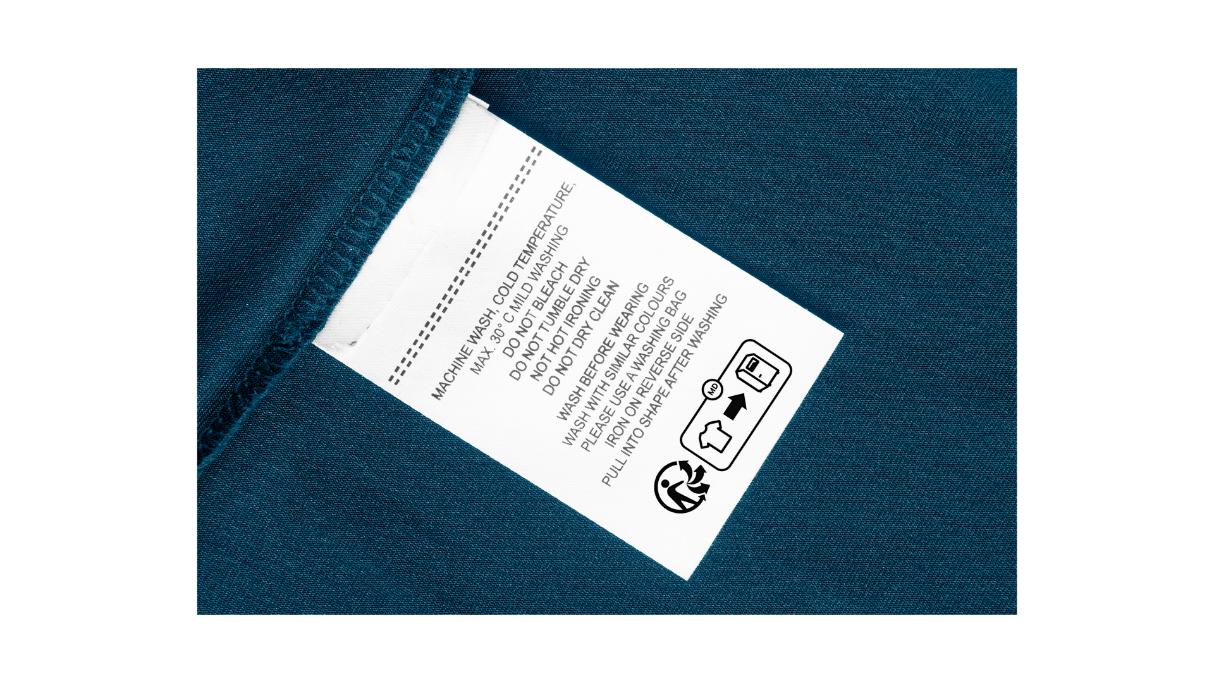 MACHINE WASH, COLD TEMPERATURE,
MAX. 30° C MILD WASHING
DO NOT BLEACH
DO NOT TUMBLE DRY
NOT HOT IRONING
DO NOT DRY CLEAN
WASH BEFORE WEARING
WASH WITH SIMILAR COLOURS
PLEASE USE A WASHING BAG
IRON ON REVERSE SIDE
PULL INTO SHAPE AFTER WASHING
MD